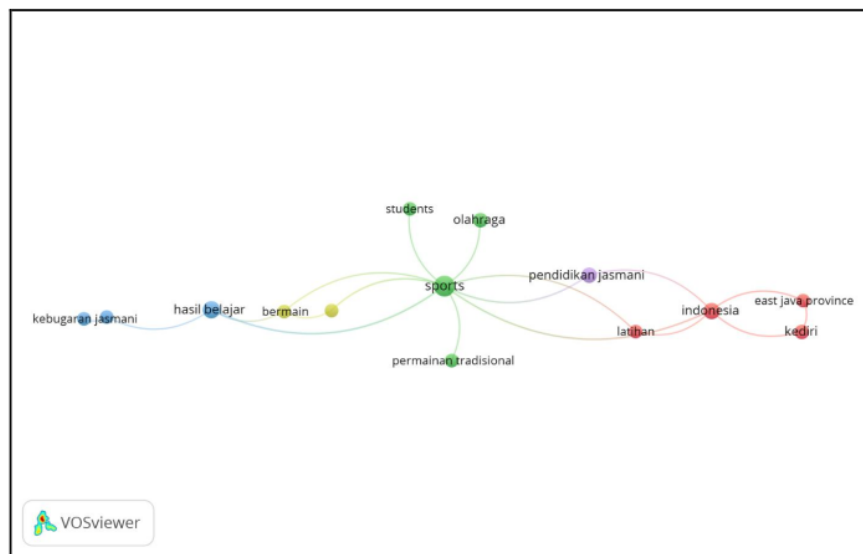 students
olahraga
pendidikan jasmani
sports
east java province
hasil belajar
bermain
indonesia
kebugaran jasmani
latihan
kediri
permainan tradisional
VOSviewer